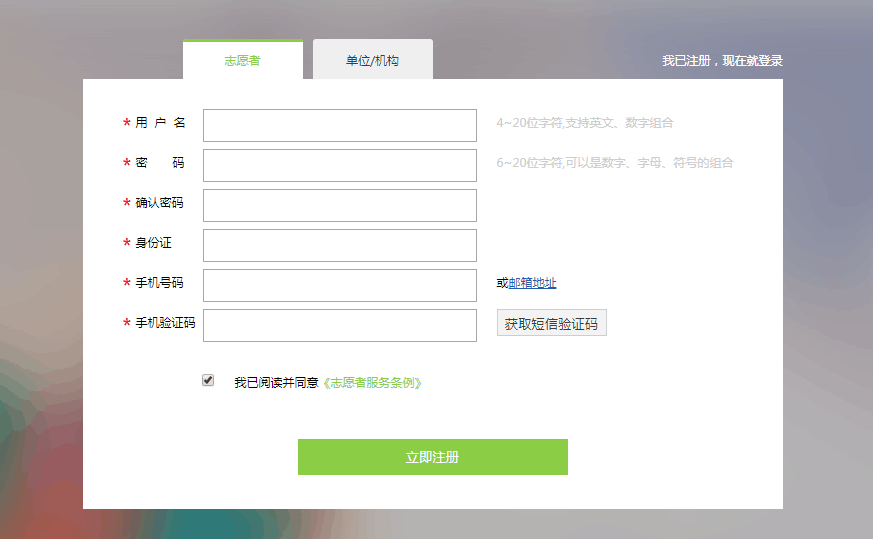 志愿者 单位/机构 我已注册，现在就登录
* 用 户 名 4~20位字符,支持英文、数字组合
* 密 码 6~20位字符,可以是数字、字母、符号的组合
* 确认密码
* 身份证
* 手机号码 或邮箱地址
* 手机验证码 获取短信验证码
我已阅读并同意《志愿者服务条例》
立即注册